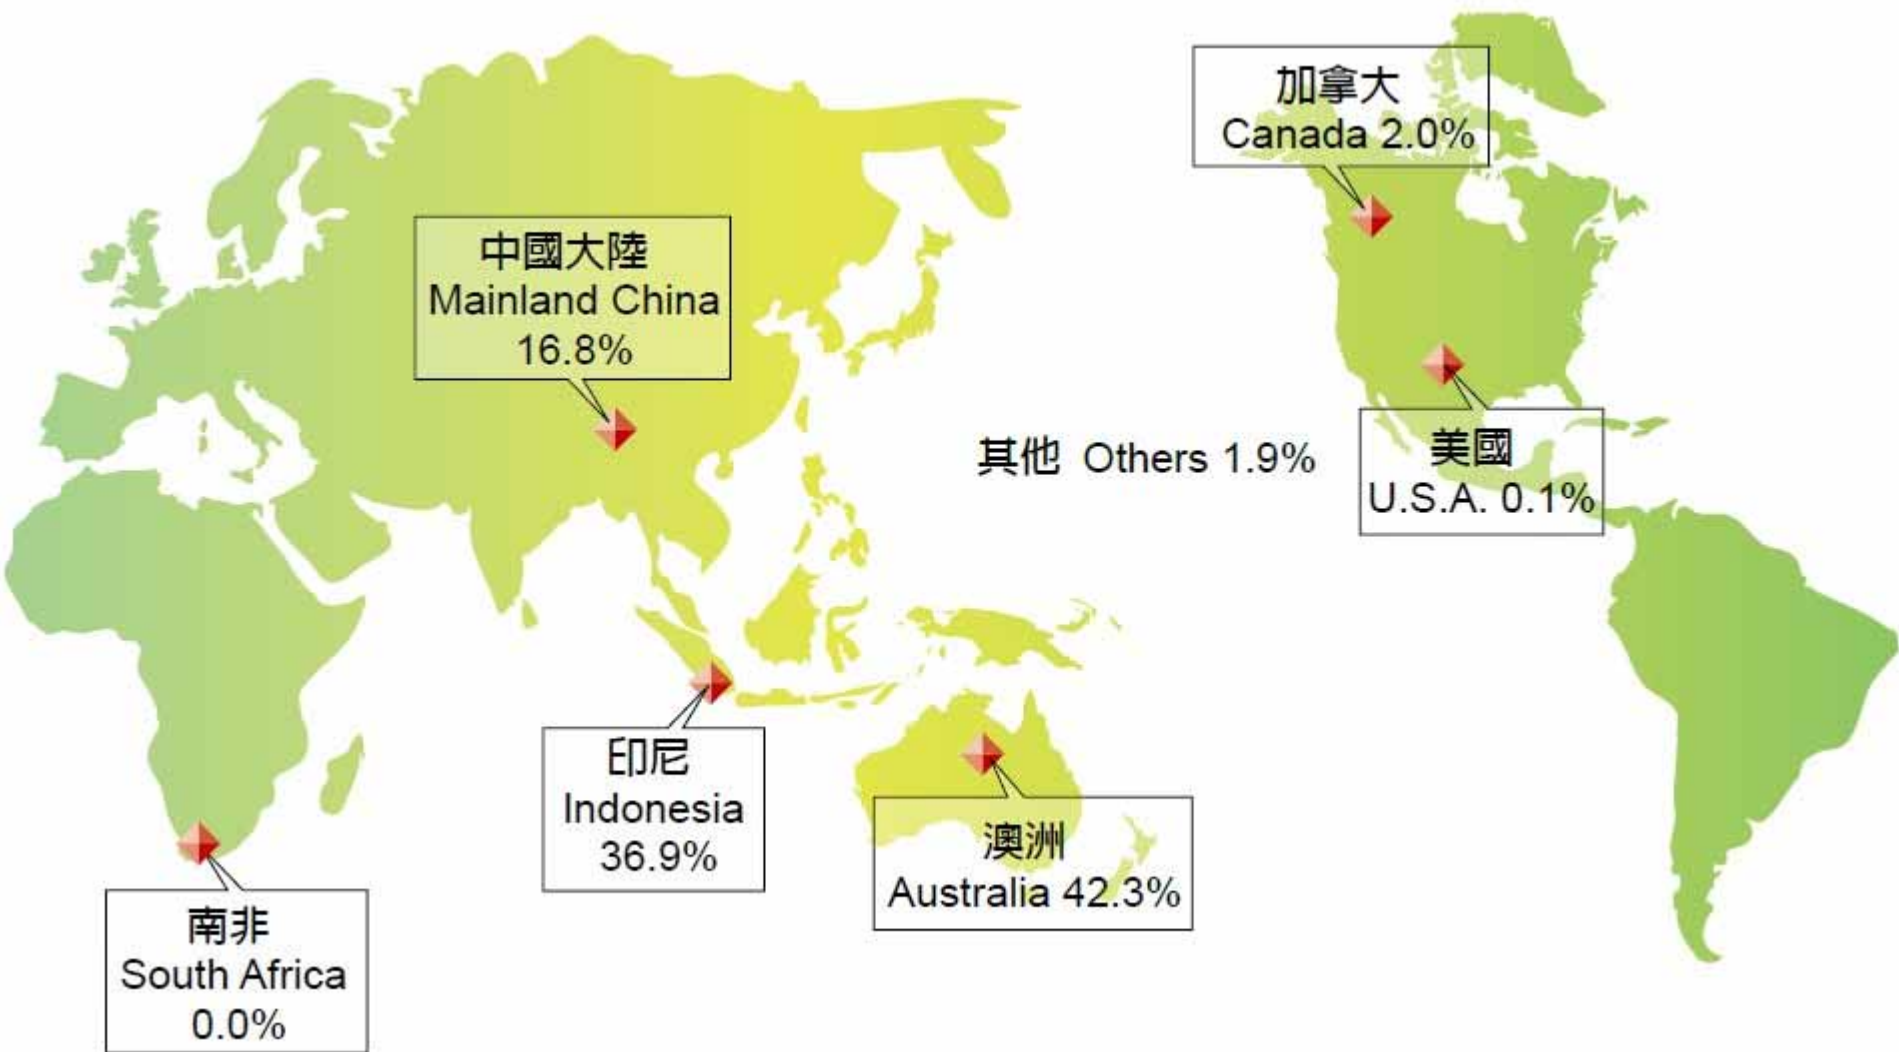 加拿大
Canada 2.0%
中國大陸
Mainland China
16.8%
其他 Others 1.9%
美國
U.S.A. 0.1%
印尼
Indonesia
36.9%
澳洲
Australia 42.3%
南非
South Africa
0.0%